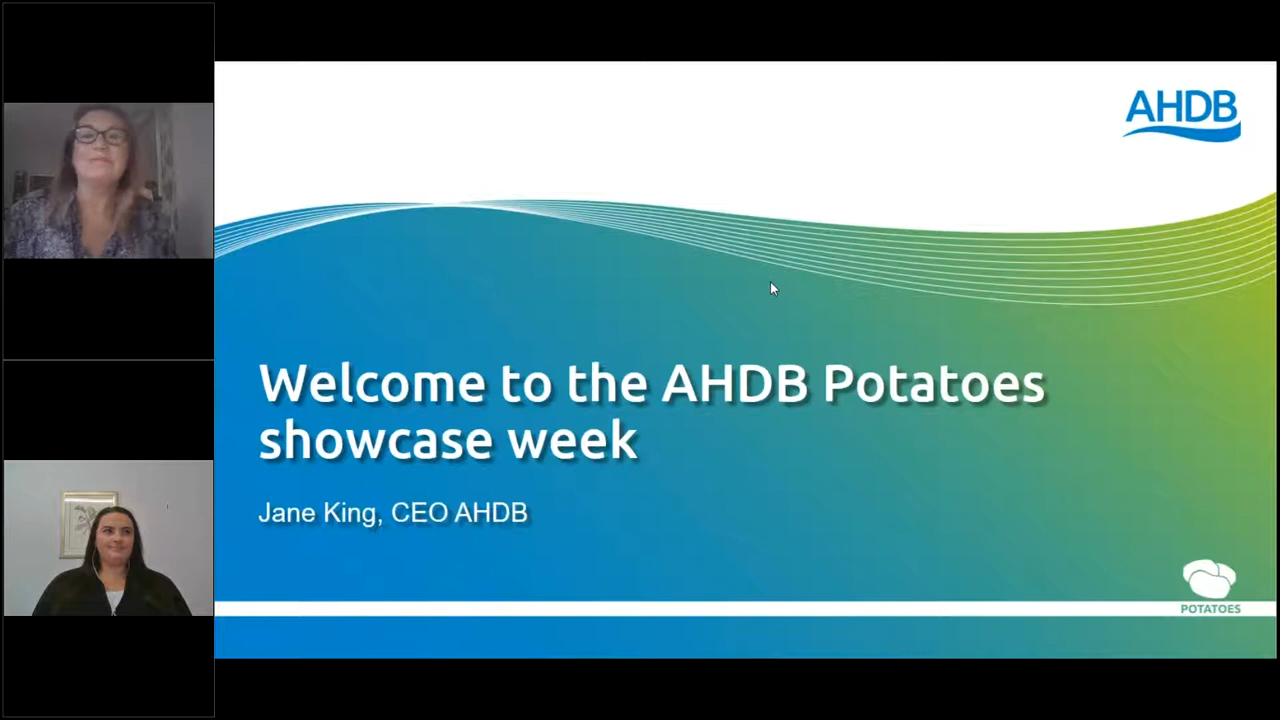 AHDB
Welcome to the AHDB Potatoes
showcase week
Jane King, CEO AHDB
POTATOES